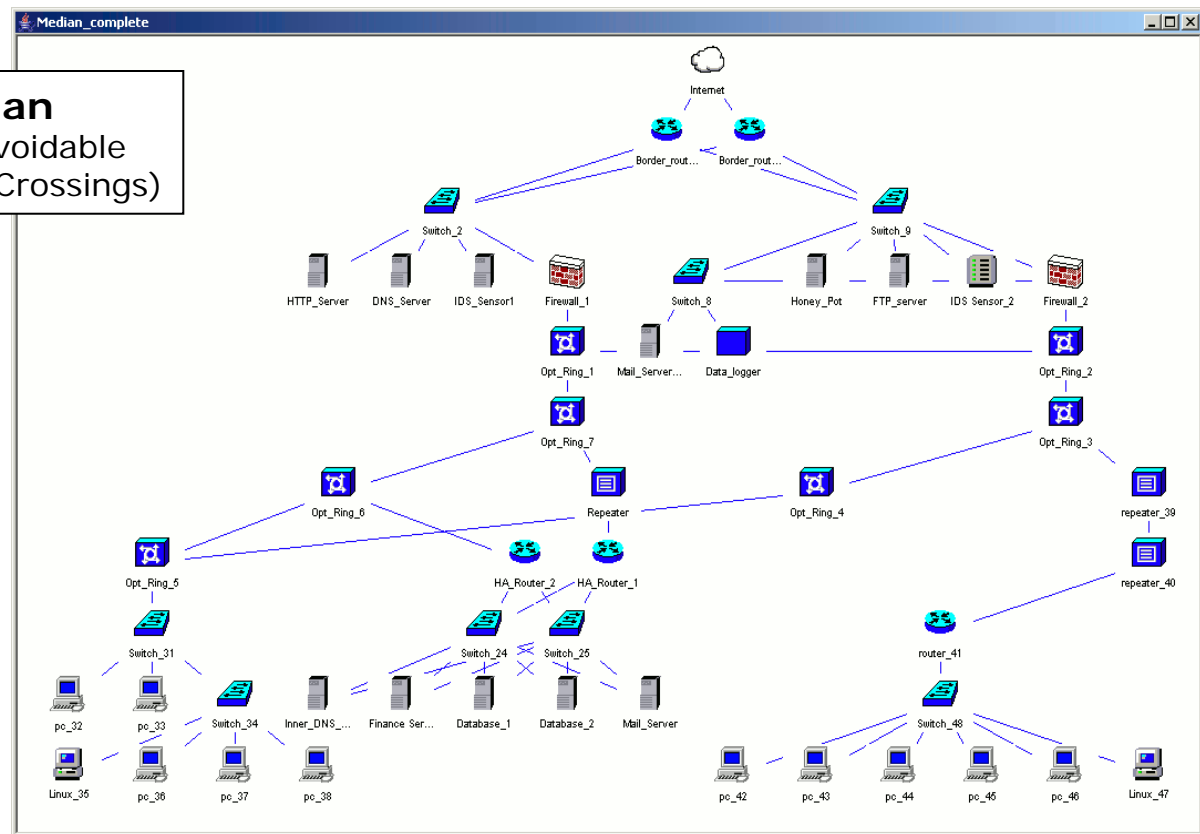 Median_complete
an
voidable
Crossings)
Internet
Border_rout... Border_rout...
Switch_2 Switch_9
HTTP_Server DNS_Server IDS_Sensor1 Firewall_1 Switch_8 Honey_Pot FTP_server IDS Sensor_2 Firewall_2
Opt_Ring_1 Mail_Server... Data_logger Opt_Ring_2
Opt_Ring_7 Opt_Ring_3
Opt_Ring_6 Repeater Opt_Ring_4 repeater_39
Opt_Ring_5 HA_Router_2 HA_Router_1 repeater_40
Switch_31 Switch_24 Switch_25 router_41
pc_32 pc_33 Switch_34 Inner_DNS_... Finance Ser... Database_1 Database_2 Mail_Server Switch_48
Linux_35 pc_36 pc_37 pc_38 pc_42 pc_43 pc_44 pc_45 pc_46 Linux_47